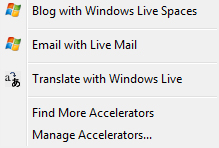 Blog with Windows Live Spaces
Email with Live Mail
Translate with Windows Live
Find More Accelerators
Manage Accelerators...